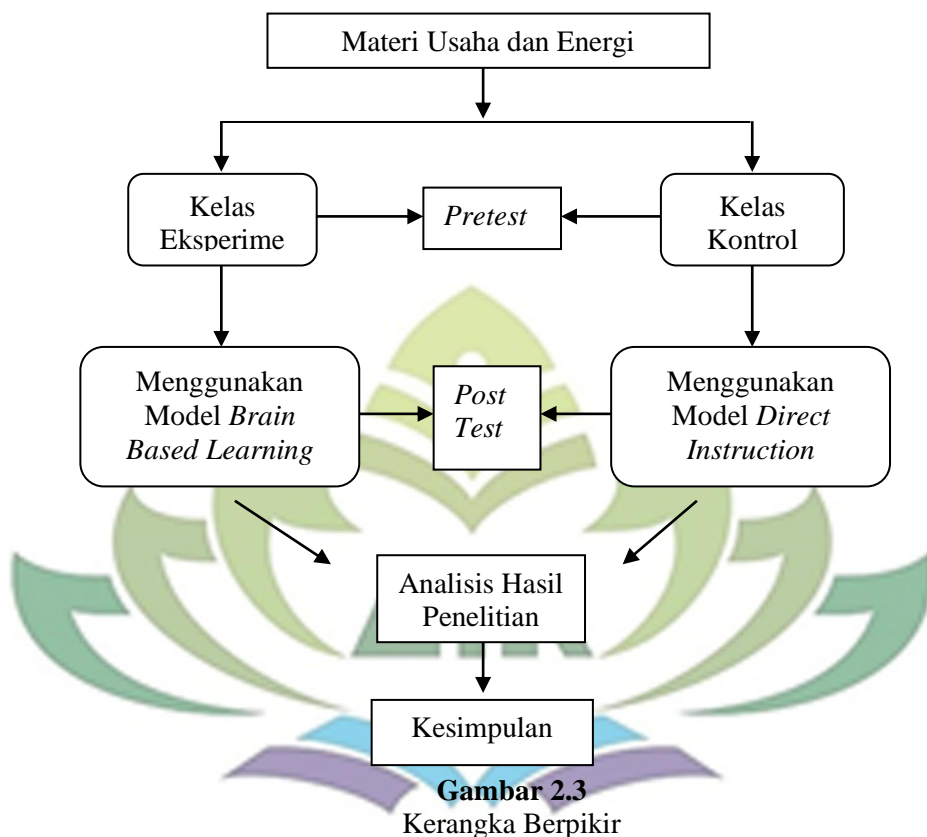 Materi Usaha dan Energi
Kelas
Eksperime
Pretest
Kelas
Kontrol
Menggunakan
Model Brain
Based Learning
Post
Test
Menggunakan
Model Direct
Instruction
Analisis Hasil
Penelitian
Kesimpulan
Gambar 2.3
Kerangka Berpikir